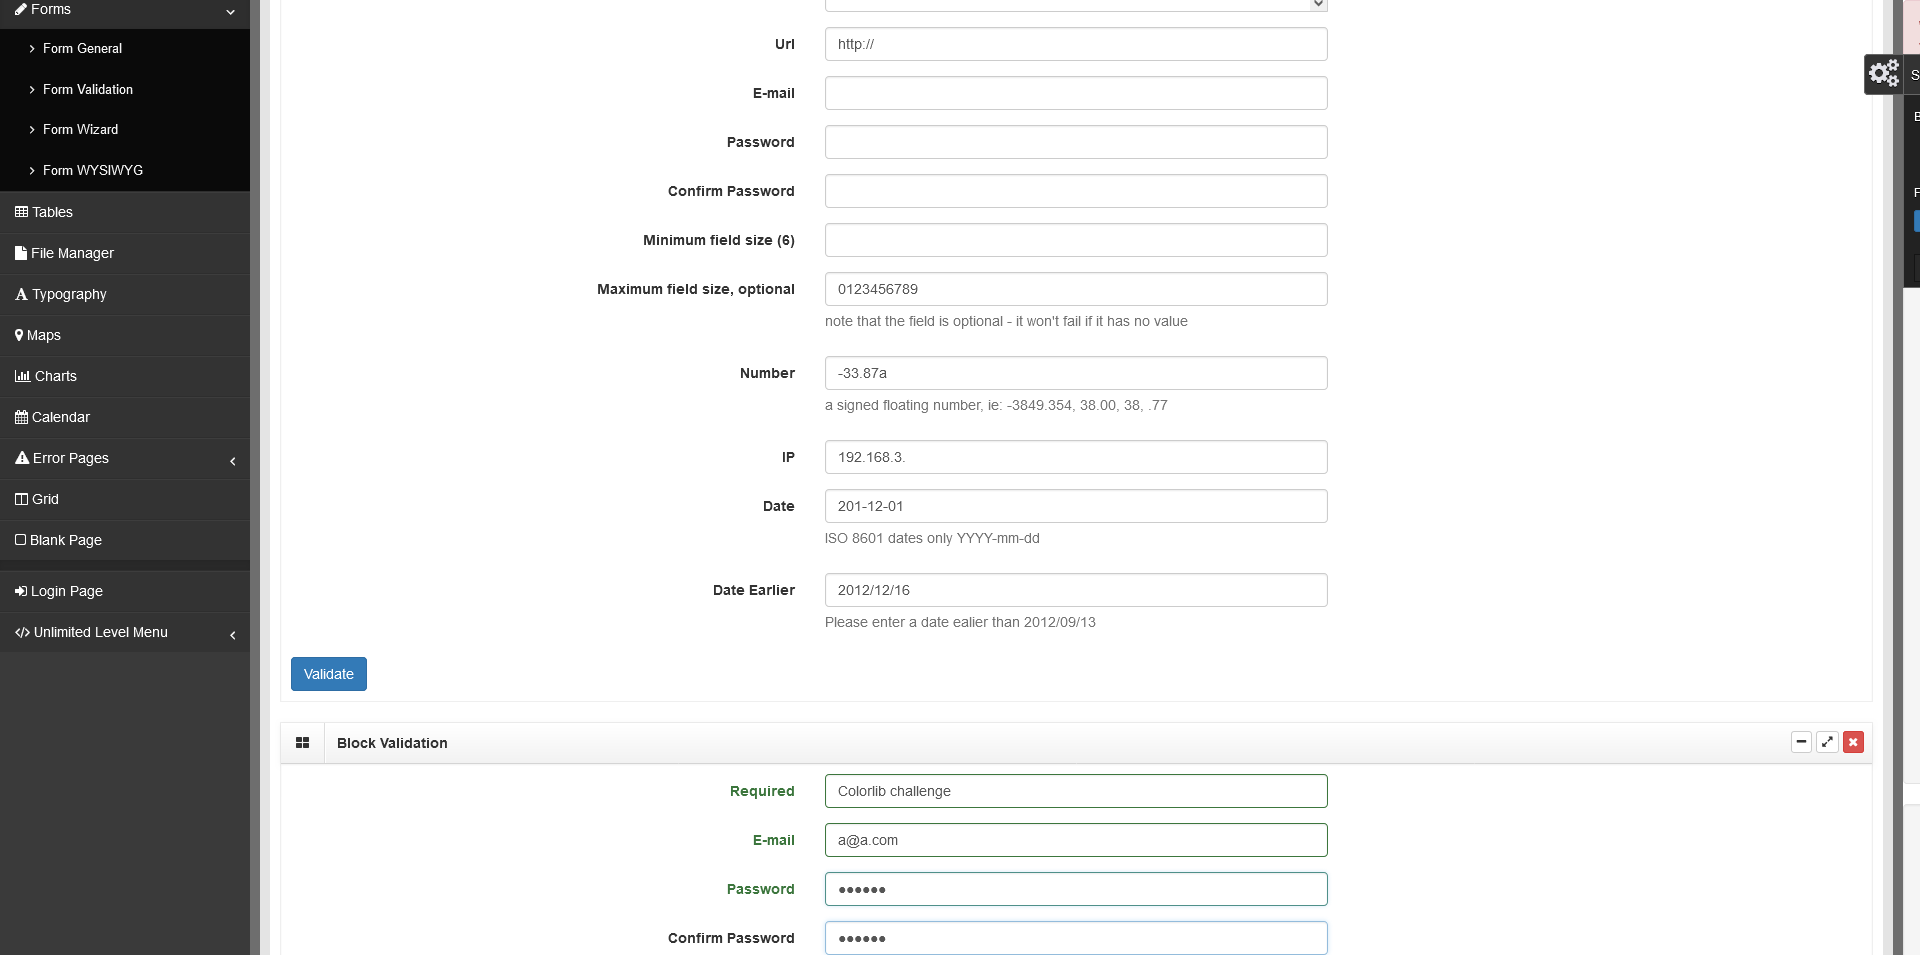 Forms
Form General
Form Validation
Form Wizard
Form WYSIWYG
Tables
File Manager
Typography
Maps
Charts
Calendar
Error Pages
Grid
Blank Page
Login Page
Unlimited Level Menu
Url http://
E-mail
Password
Confirm Password
Minimum field size (6)
Maximum field size, optional 0123456789
note that the field is optional - it won't fail if it has no value
Number -33.87a
a signed floating number, ie: -3849.354, 38.00, 38, .77
IP 192.168.3.
Date 201-12-01
ISO 8601 dates only YYYY-mm-dd
Date Earlier 2012/12/16
Please enter a date ealier than 2012/09/13
Validate
Block Validation
Required Colorlib challenge
E-mail a@a.com
Password ••••••
Confirm Password ••••••